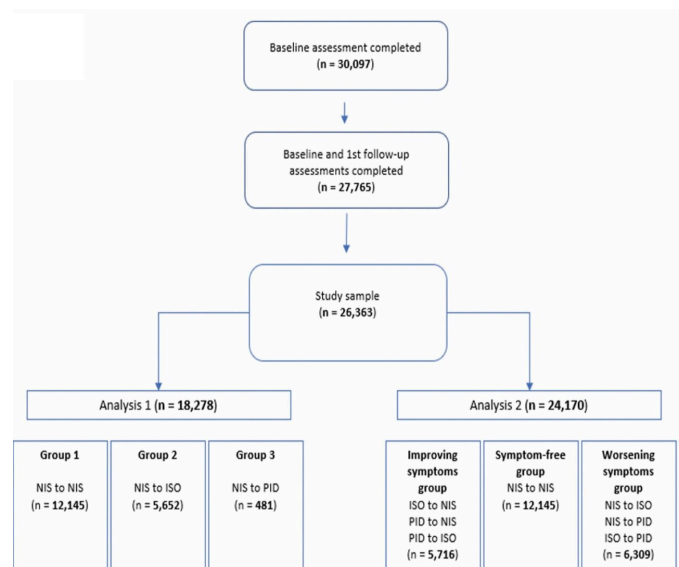 Baseline assessment completed
(n = 30,097)
Baseline and 1st follow-up
assessments completed
(n = 27,765)
Study sample
(n = 26,363)
Analysis 1 (n = 18,278)
Analysis 2 (n = 24,170)
Group 1
NIS to NIS
(n = 12,145)
Group 2
NIS to ISO
(n = 5,652)
Group 3
NIS to PID
(n = 481)
Improving
symptoms
group
ISO to NIS
PID to NIS
PID to ISO
(n = 5,716)
Symptom-free
group
NIS to NIS
(n = 12,145)
Worsening
symptoms
group
NIS to ISO
NIS to PID
ISO to PID
(n = 6,309)